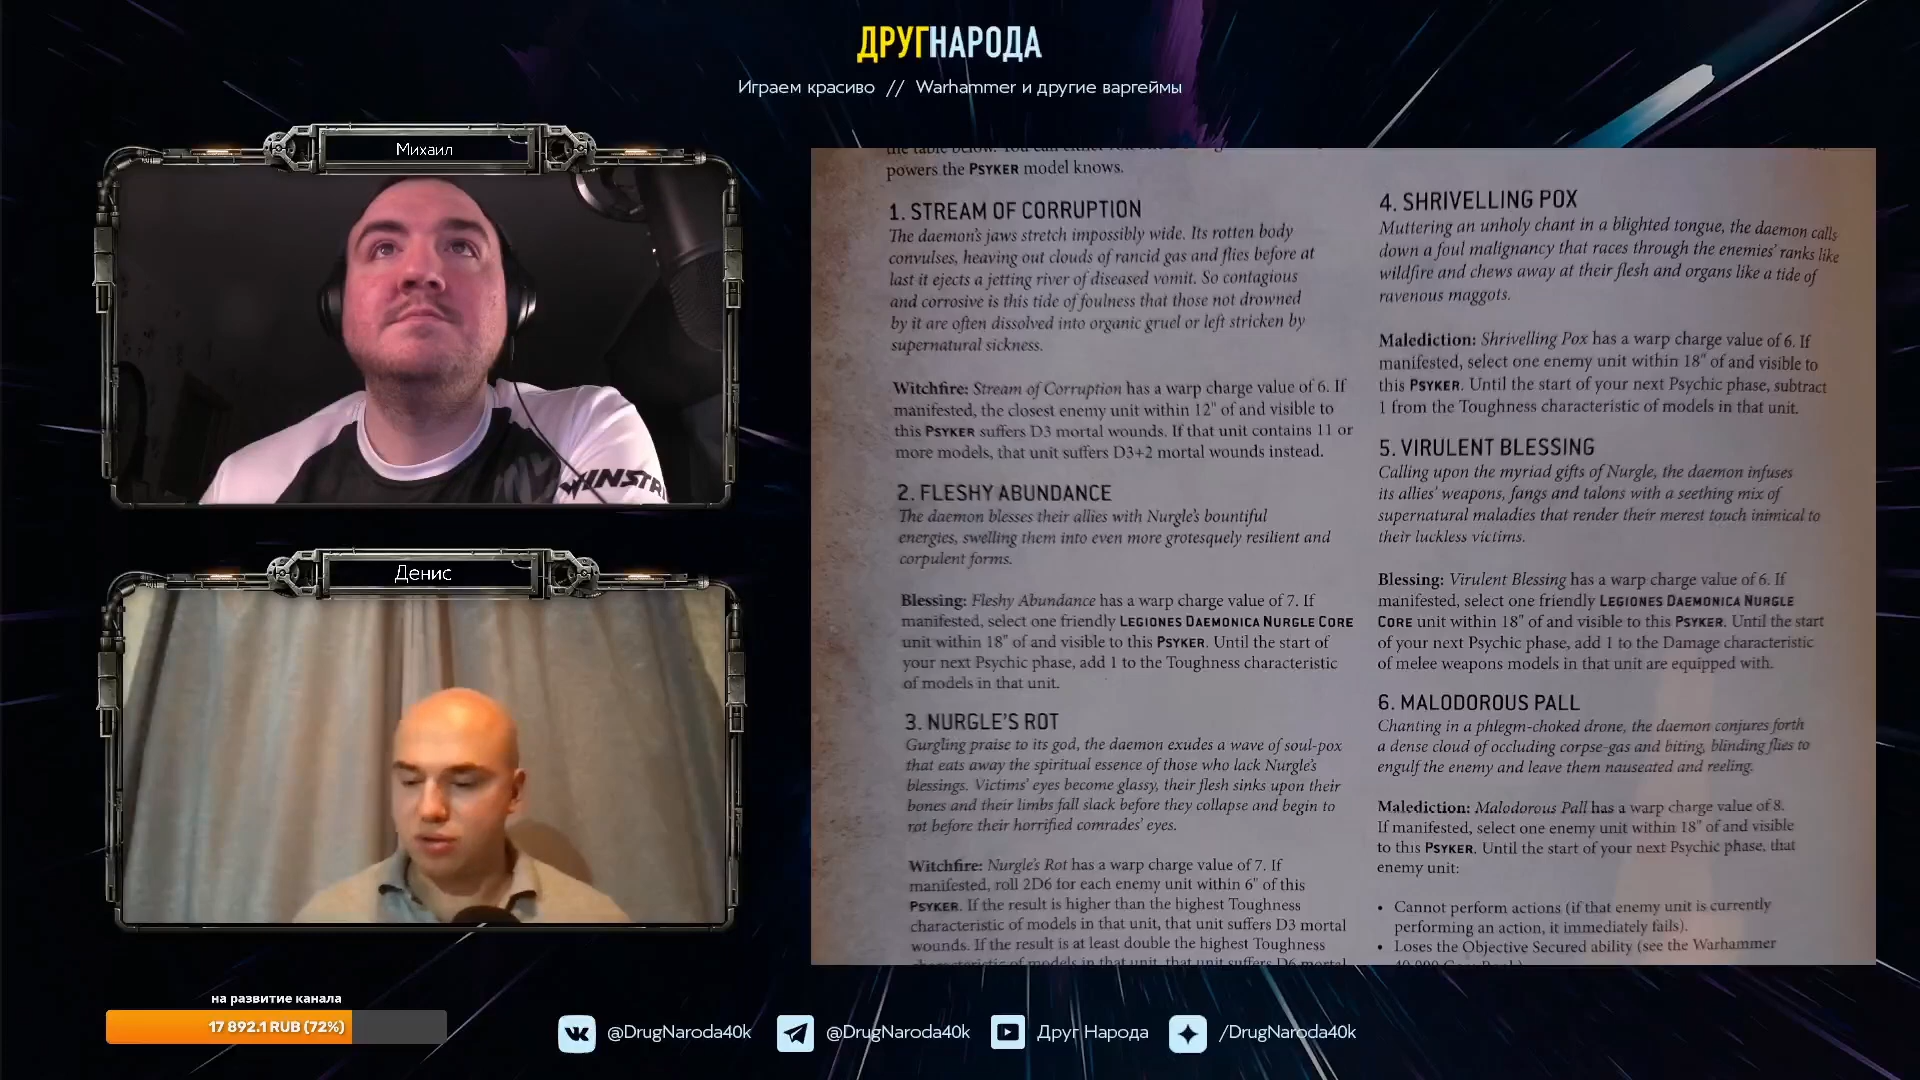 ДРУГНАРОДА
Играем красиво // Warhammer и другие варгеймы
Михаил
WINSTR
Денис
powers the PSYKER model knows.
1. STREAM OF CORRUPTION
The daemon's jaws stretch impossibly wide. Its rotten body
convulses, heaving out clouds of rancid gas and flies before at
last it ejects a jetting river of diseased vomit. So contagious
and corrosive is this tide of foulness that those not drowned
by it are often dissolved into organic gruel or left stricken by
supernatural sickness.
Witchfire: Stream of Corruption has a warp charge value of 6. If
manifested, the closest enemy unit within 12" of and visible to
this PSYKER suffers D3 mortal wounds. If that unit contains 11 or
more models, that unit suffers D3+2 mortal wounds instead.
2. FLESHY ABUNDANCE
The daemon blesses their allies with Nurgle's bountiful
energies, swelling them into even more grotesquely resilient and
corpulent forms.
Blessing: Fleshy Abundance has a warp charge value of 7. If
manifested, select one friendly LEGIONES DAEMONICA NURGLE CORE
unit within 18" of and visible to this PSYKER. Until the start of
your next Psychic phase, add 1 to the Toughness characteristic
of models in that unit.
3. NURGLE'S ROT
Gurgling praise to its god, the daemon exudes a wave of soul-pox
that eats away the spiritual essence of those who lack Nurgle's
blessings. Victims' eyes become glassy, their flesh sinks upon their
bones and their limbs fall slack before they collapse and begin to
rot before their horrified comrades' eyes.
Witchfire: Nurgle's Rot has a warp charge value of 7. If
manifested, roll 2D6 for each enemy unit within 6" of this
PSYKER. If the result is higher than the highest Toughness
characteristic of models in that unit, that unit suffers D3 mortal
wounds. If the result is at least double the highest Toughness
characteristic of models in that unit, that unit suffers D6 mortal
4. SHRIVELLING POX
Muttering an unholy chant in a blighted tongue, the daemon calls
down a foul malignancy that races through the enemies' ranks like
wildfire and chews away at their flesh and organs like a tide of
ravenous maggots.
Malediction: Shrivelling Pox has a warp charge value of 6. If
manifested, select one enemy unit within 18" of and visible to
this PSYKER. Until the start of your next Psychic phase, subtract
1 from the Toughness characteristic of models in that unit.
5. VIRULENT BLESSING
Calling upon the myriad gifts of Nurgle, the daemon infuses
its allies' weapons, fangs and talons with a seething mix of
supernatural maladies that render their merest touch inimical to
their luckless victims.
Blessing: Virulent Blessing has a warp charge value of 6. If
manifested, select one friendly LEGIONES DAEMONICA NURGLE
CORE unit within 18" of and visible to this PSYKER. Until the start
of your next Psychic phase, add 1 to the Damage characteristic
of melee weapons models in that unit are equipped with.
6. MALODOROUS PALL
Chanting in a phlegm-choked drone, the daemon conjures forth
a dense cloud of occluding corpse-gas and biting, blinding flies to
engulf the enemy and leave them nauseated and reeling.
Malediction: Malodorous Pall has a warp charge value of 8.
If manifested, select one enemy unit within 18" of and visible
to this PSYKER. Until the start of your next Psychic phase, that
enemy unit:
• Cannot perform actions (if that enemy unit is currently
performing an action, it immediately fails).
• Loses the Objective Secured ability (see the Warhammer
на развитие канала
17 892.1 RUB (72%)
@DrugNaroda40k
@DrugNaroda40k
Друг Народа
/DrugNaroda40k